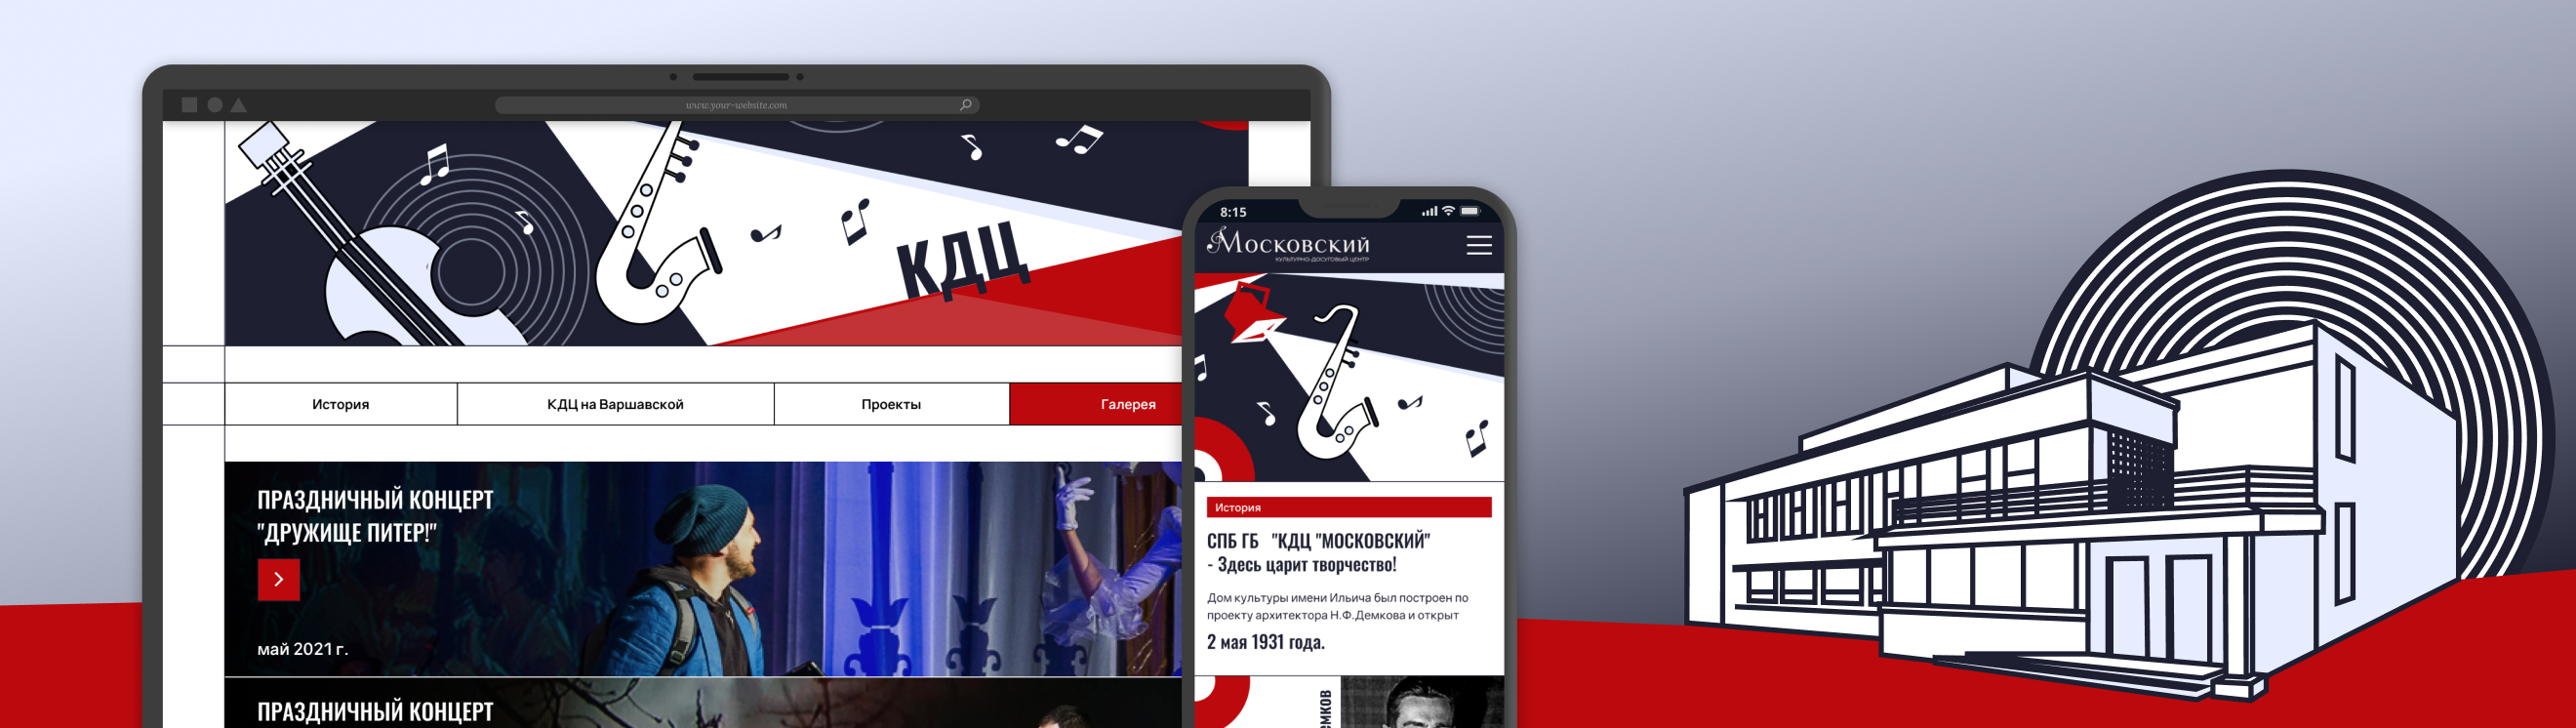 www.your-website.com
КДЦ
История
КДЦ на Варшавской
Проекты
Галерея
ПРАЗДНИЧНЫЙ КОНЦЕРТ
"ДРУЖИЩЕ ПИТЕР!"
май 2021 г.
ПРАЗДНИЧНЫЙ КОНЦЕРТ
8:15
Московский
КУЛЬТУРНО-ДОСУГОВЫЙ ЦЕНТР
История
СПБ ГБ "КДЦ "МОСКОВСКИЙ"
- Здесь царит творчество!
Дом культуры имени Ильича был построен по
проекту архитектора Н.Ф.Демкова и открыт
2 мая 1931 года.